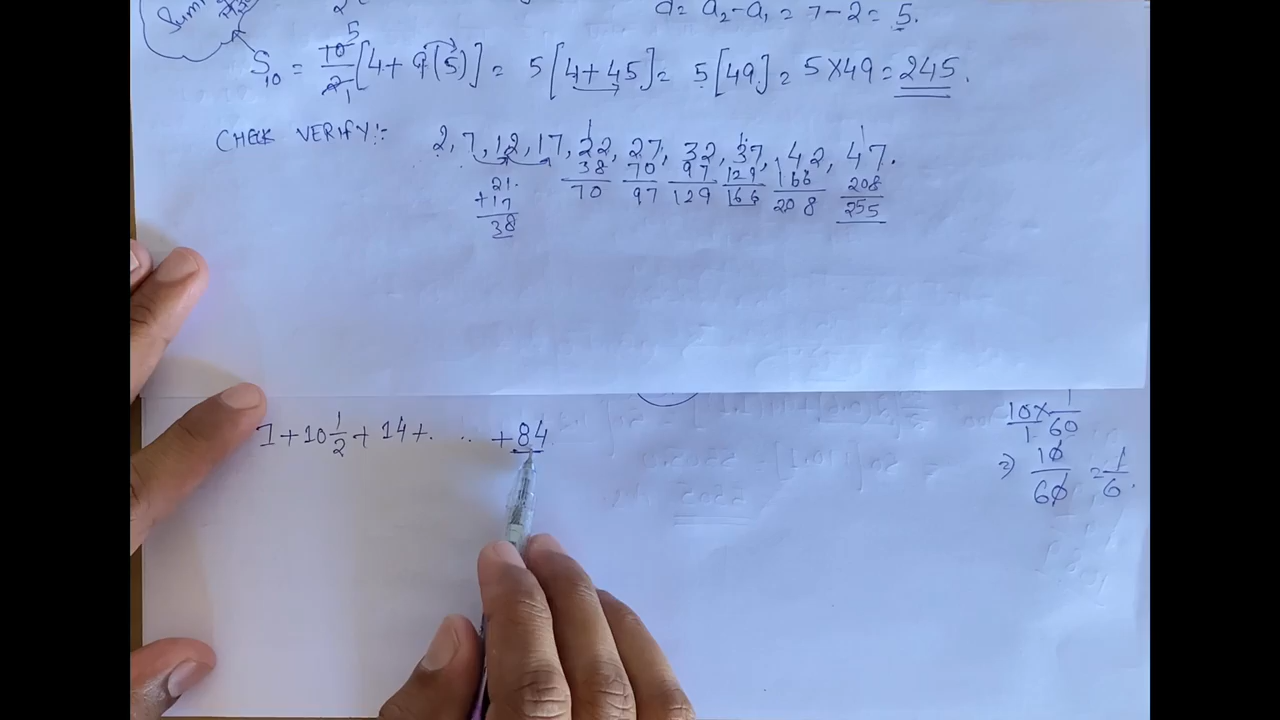 d = a₂ - a₁ = 7 - 2 = 5.
S₁₀ = 10/2 [4 + 9(5)] = 5 [4 + 45] = 5 [49] = 5 × 49 = 245.
5
1
CHECK VERIFY:-
2, 7, 12, 17, 22, 27, 32, 37, 42, 47.
21
+17
38
38
70
70
97
97
129
129
166
166
208
208
255
7 + 10 1/2 + 14 + . .. + 84
10/1 × 1/60
⇒ 10/60 = 1/6.